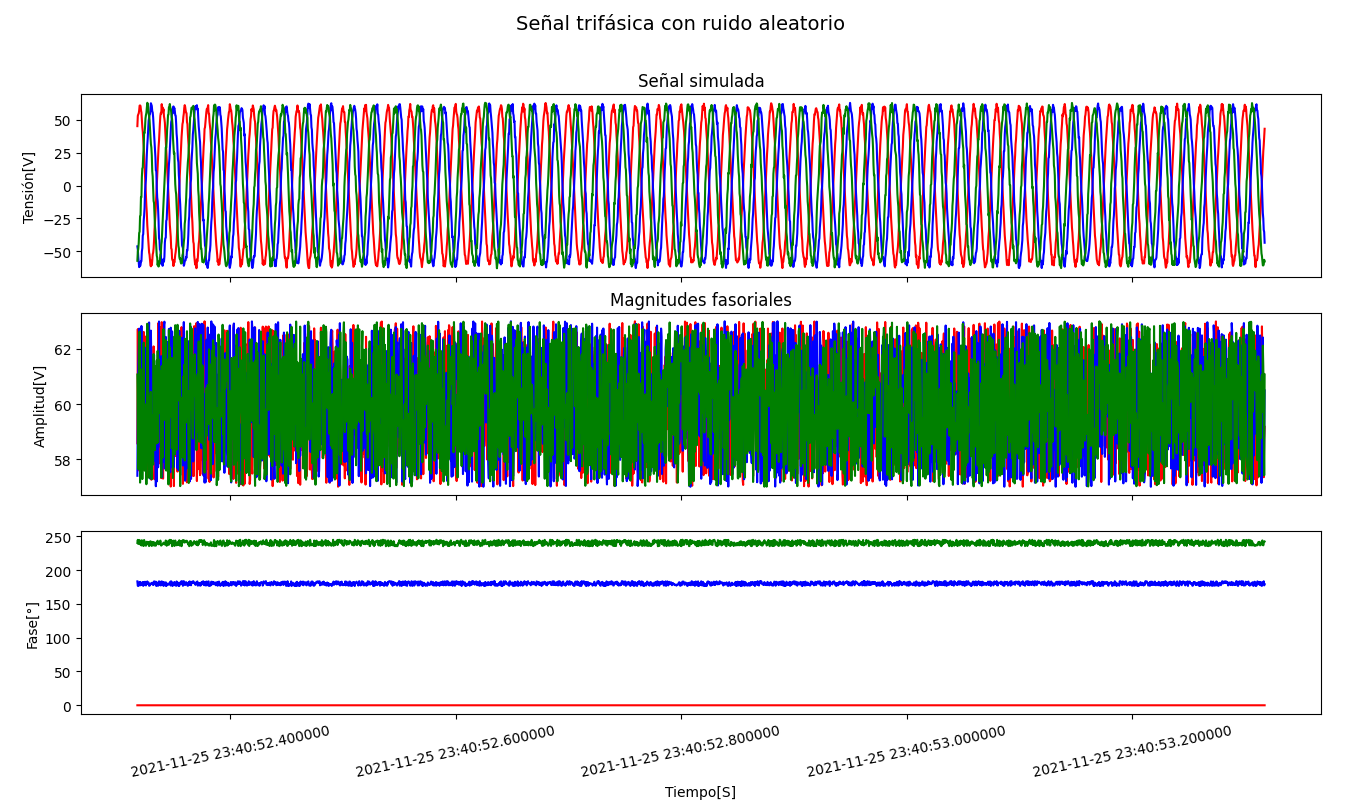 Señal trifásica con ruido aleatorio
Señal simulada
Tensión[V]
50
25
0
−25
−50
Magnitudes fasoriales
Amplitud[V]
62
60
58
Fase[°]
250
200
150
100
50
0
2021-11-25 23:40:52.400000
2021-11-25 23:40:52.600000
2021-11-25 23:40:52.800000
2021-11-25 23:40:53.000000
2021-11-25 23:40:53.200000
Tiempo[S]